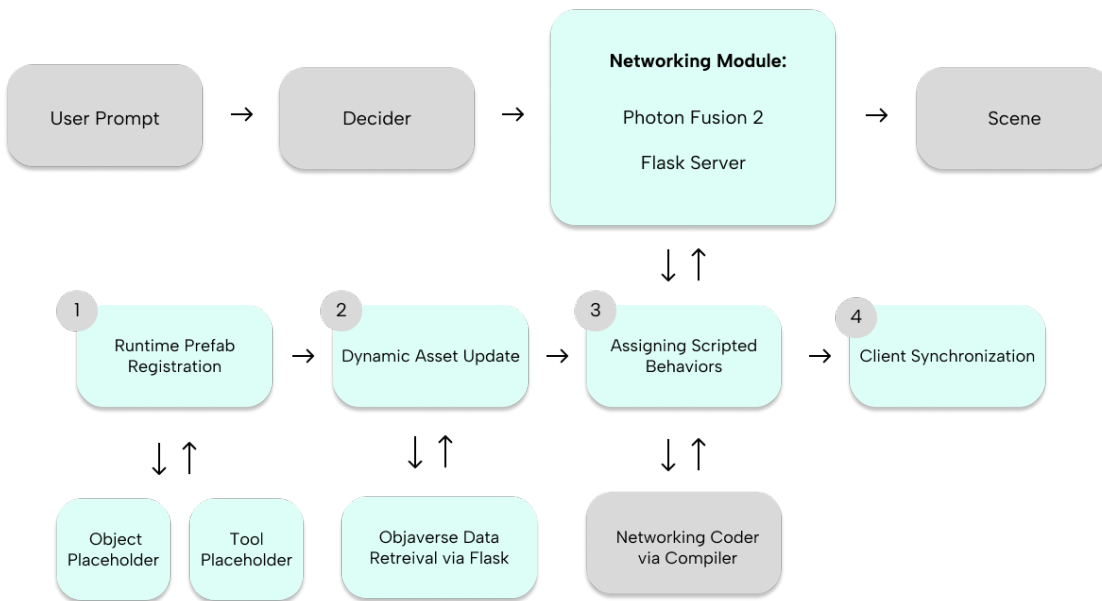 Networking Module:
User Prompt
Decider
Photon Fusion 2
Flask Server
Scene
1
Runtime Prefab
Registration
2
Dynamic Asset Update
3
Assigning Scripted
Behaviors
4
Client Synchronization
Object
Placeholder
Tool
Placeholder
Objaverse Data
Retreival via Flask
Networking Coder
via Compiler